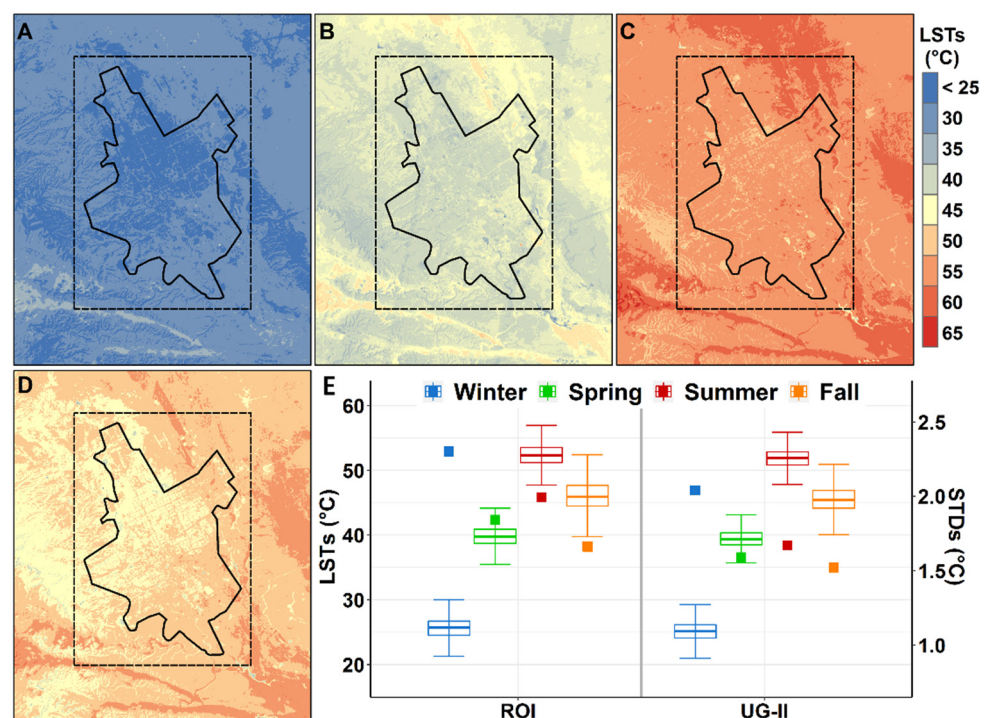 A
B
C
LSTs
(°C)
< 25
30
35
40
45
50
55
60
65
D
E
Winter
Spring
Summer
Fall
60
50
40
30
20
LSTs (°C)
2.5
2.0
1.5
1.0
STDs (°C)
ROI
UG-II